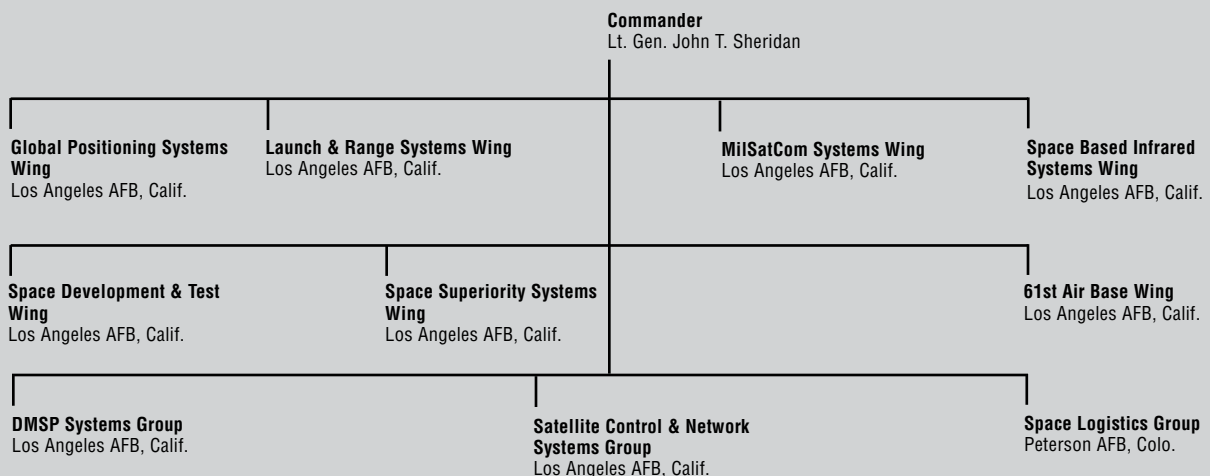 Commander
Lt. Gen. John T. Sheridan
Global Positioning Systems
Wing
Los Angeles AFB, Calif.
Launch & Range Systems Wing
Los Angeles AFB, Calif.
MilSatCom Systems Wing
Los Angeles AFB, Calif.
Space Based Infrared
Systems Wing
Los Angeles AFB, Calif.
Space Development & Test
Wing
Los Angeles AFB, Calif.
Space Superiority Systems
Wing
Los Angeles AFB, Calif.
61st Air Base Wing
Los Angeles AFB, Calif.
DMSP Systems Group
Los Angeles AFB, Calif.
Satellite Control & Network
Systems Group
Los Angeles AFB, Calif.
Space Logistics Group
Peterson AFB, Colo.